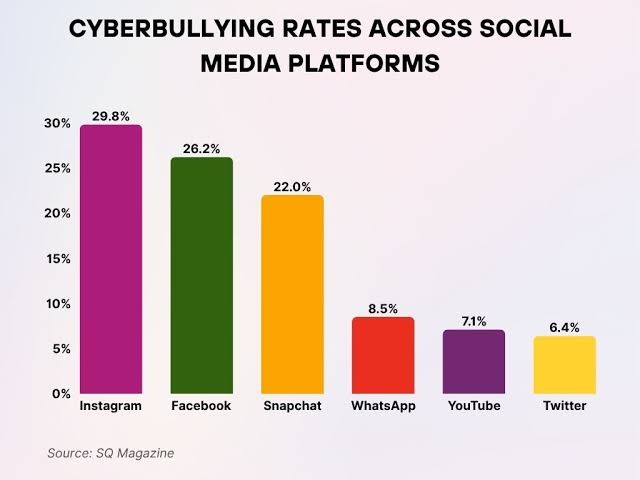 CYBERBULLYING RATES ACROSS SOCIAL
MEDIA PLATFORMS
30%
25%
20%
15%
10%
5%
0%
29.8%
26.2%
22.0%
8.5%
7.1%
6.4%
Instagram
Facebook
Snapchat
WhatsApp
YouTube
Twitter
Source: SQ Magazine